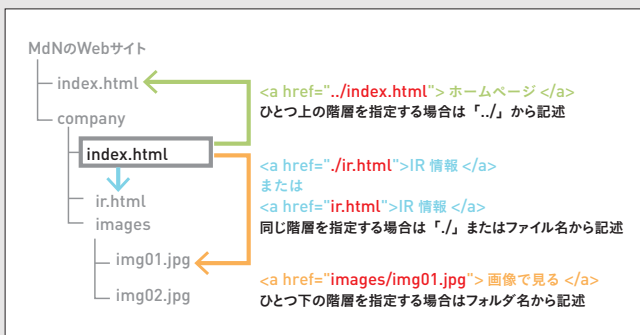 MdNのWebサイト
index.html
company
index.html
ir.html
images
img01.jpg
img02.jpg
<a href="../index.html"> ホームページ </a>
ひとつ上の階層を指定する場合は「../」から記述
<a href="./ir.html">IR 情報 </a>
または
<a href="ir.html">IR 情報 </a>
同じ階層を指定する場合は「./」またはファイル名から記述
<a href="images/img01.jpg"> 画像で見る </a>
ひとつ下の階層を指定する場合はフォルダ名から記述